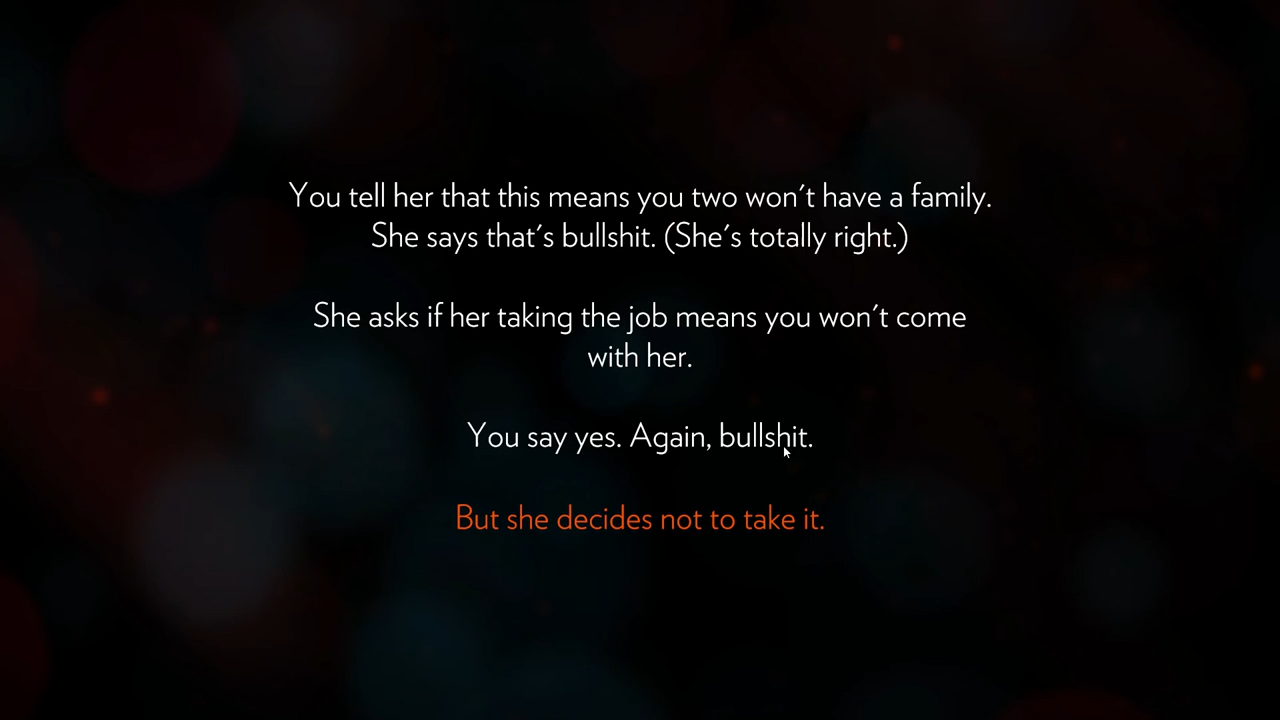 You tell her that this means you two won't have a family.
She says that's bullshit. (She's totally right.)
She asks if her taking the job means you won't come
with her.
You say yes. Again, bullshit.
But she decides not to take it.